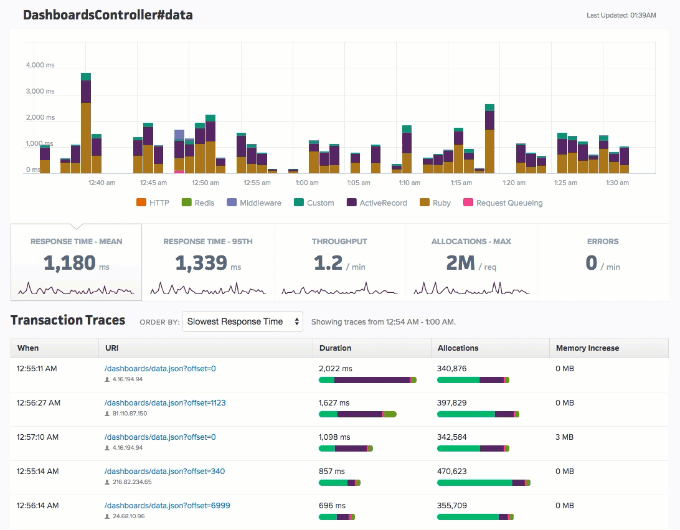 DashboardsController#data
Last Updated: 01:39AM
4,000 ms
3,000 ms
2,000 ms
1,000 ms
0 ms
12:40 am 12:45 am 12:50 am 12:55 am 1:00 am 1:05 am 1:10 am 1:15 am 1:20 am 1:25 am 1:30 am
HTTP Redis Middleware Custom ActiveRecord Ruby Request Queueing
RESPONSE TIME - MEAN RESPONSE TIME - 95TH THROUGHPUT ALLOCATIONS - MAX ERRORS
1,180 ms 1,339 ms 1.2 / min 2M / req 0 / min
Transaction Traces ORDER BY: Slowest Response Time Showing traces from 12:54 AM - 1:00 AM.
When URI Duration Allocations Memory Increase
12:55:11 AM /dashboards/data.json?offset=0 2,022 ms 340,876 0 MB
4.16.194.94
12:56:27 AM /dashboards/data.json?offset=1123 1,627 ms 397,829 0 MB
81.110.87.150
12:57:10 AM /dashboards/data.json?offset=0 1,098 ms 342,584 3 MB
4.16.194.94
12:55:14 AM /dashboards/data.json?offset=340 857 ms 470,623 0 MB
216.82.234.65
12:56:14 AM /dashboards/data.json?offset=6999 696 ms 355,709 0 MB
24.62.10.96